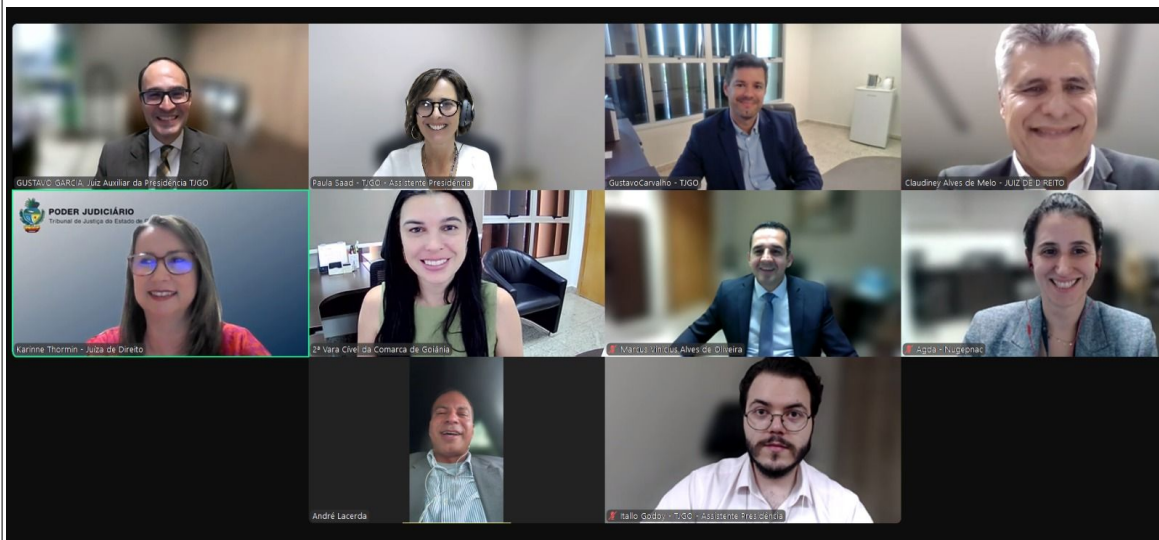 GUSTAVO GARCIA, Juiz Auxiliar da Presidência TJGO
Paula Saad - TJGO - Assistente Presidência
GustavoCarvalho - TJGO
Claudiney Alves de Melo - JUIZ DE DIREITO
PODER JUDICIÁRIO
Tribunal de Justiça do Estado de
Karinne Thormin - Juíza de Direito
2ª Vara Cível da Comarca de Goiânia
Marcus Vinícius Alves de Oliveira
Agda - Nugepnac
André Lacerda
Itallo Godoy - TJGO - Assistente Presidência